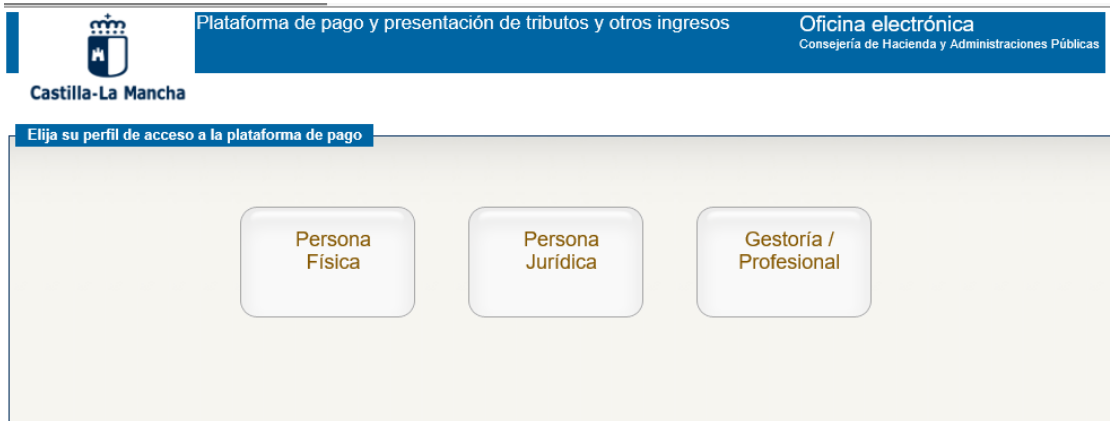 Plataforma de pago y presentación de tributos y otros ingresos
Oficina electrónica
Consejería de Hacienda y Administraciones Públicas
Castilla-La Mancha
Elija su perfil de acceso a la plataforma de pago
Persona
Física
Persona
Jurídica
Gestoría /
Profesional